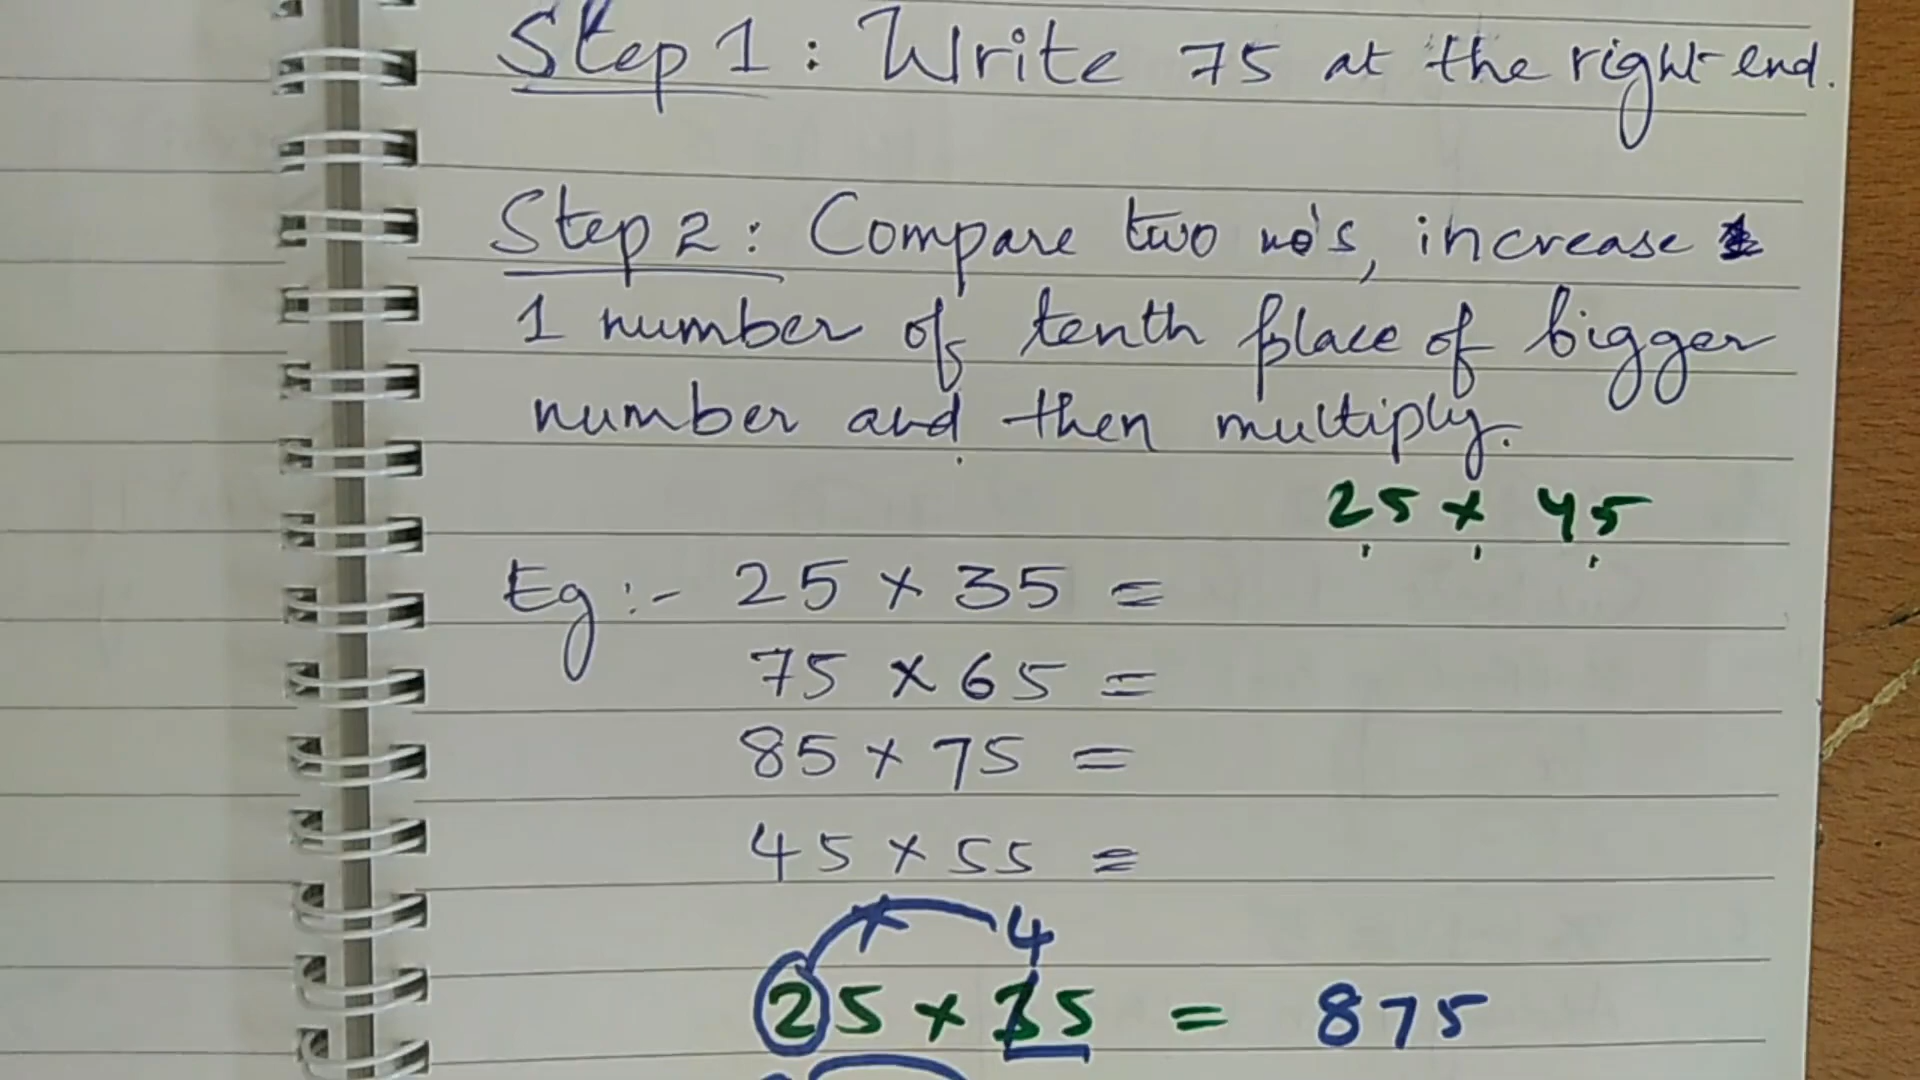 Step 1: Write 75 at the right end.
Step 2: Compare two no's, increase
1 number of tenth place of bigger
number and then multiply.
25 x 45
Eg :- 25 x 35 =
75 x 65 =
85 x 75 =
45 x 55 =
x 4
25 x 35 = 875